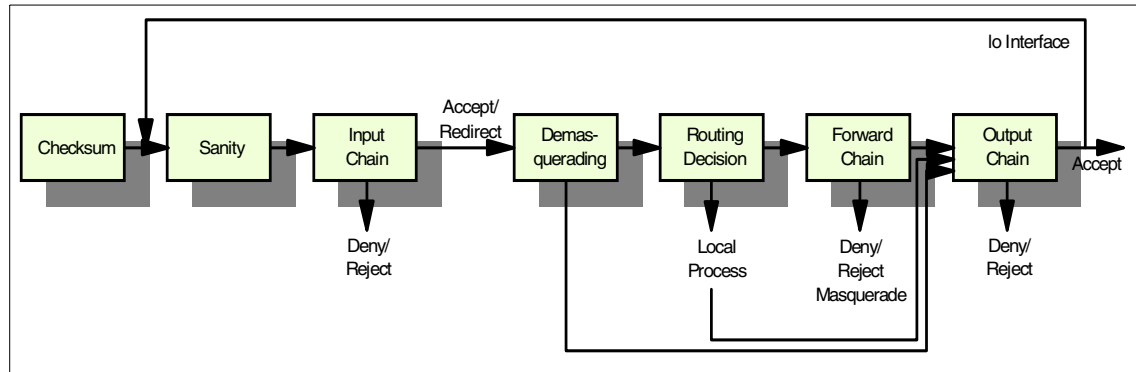 lo Interface
Accept/
Redirect
Checksum
Sanity
Input
Chain
Demas-
querading
Routing
Decision
Forward
Chain
Output
Chain
Accept
Deny/
Reject
Local
Process
Deny/
Reject
Masquerade
Deny/
Reject